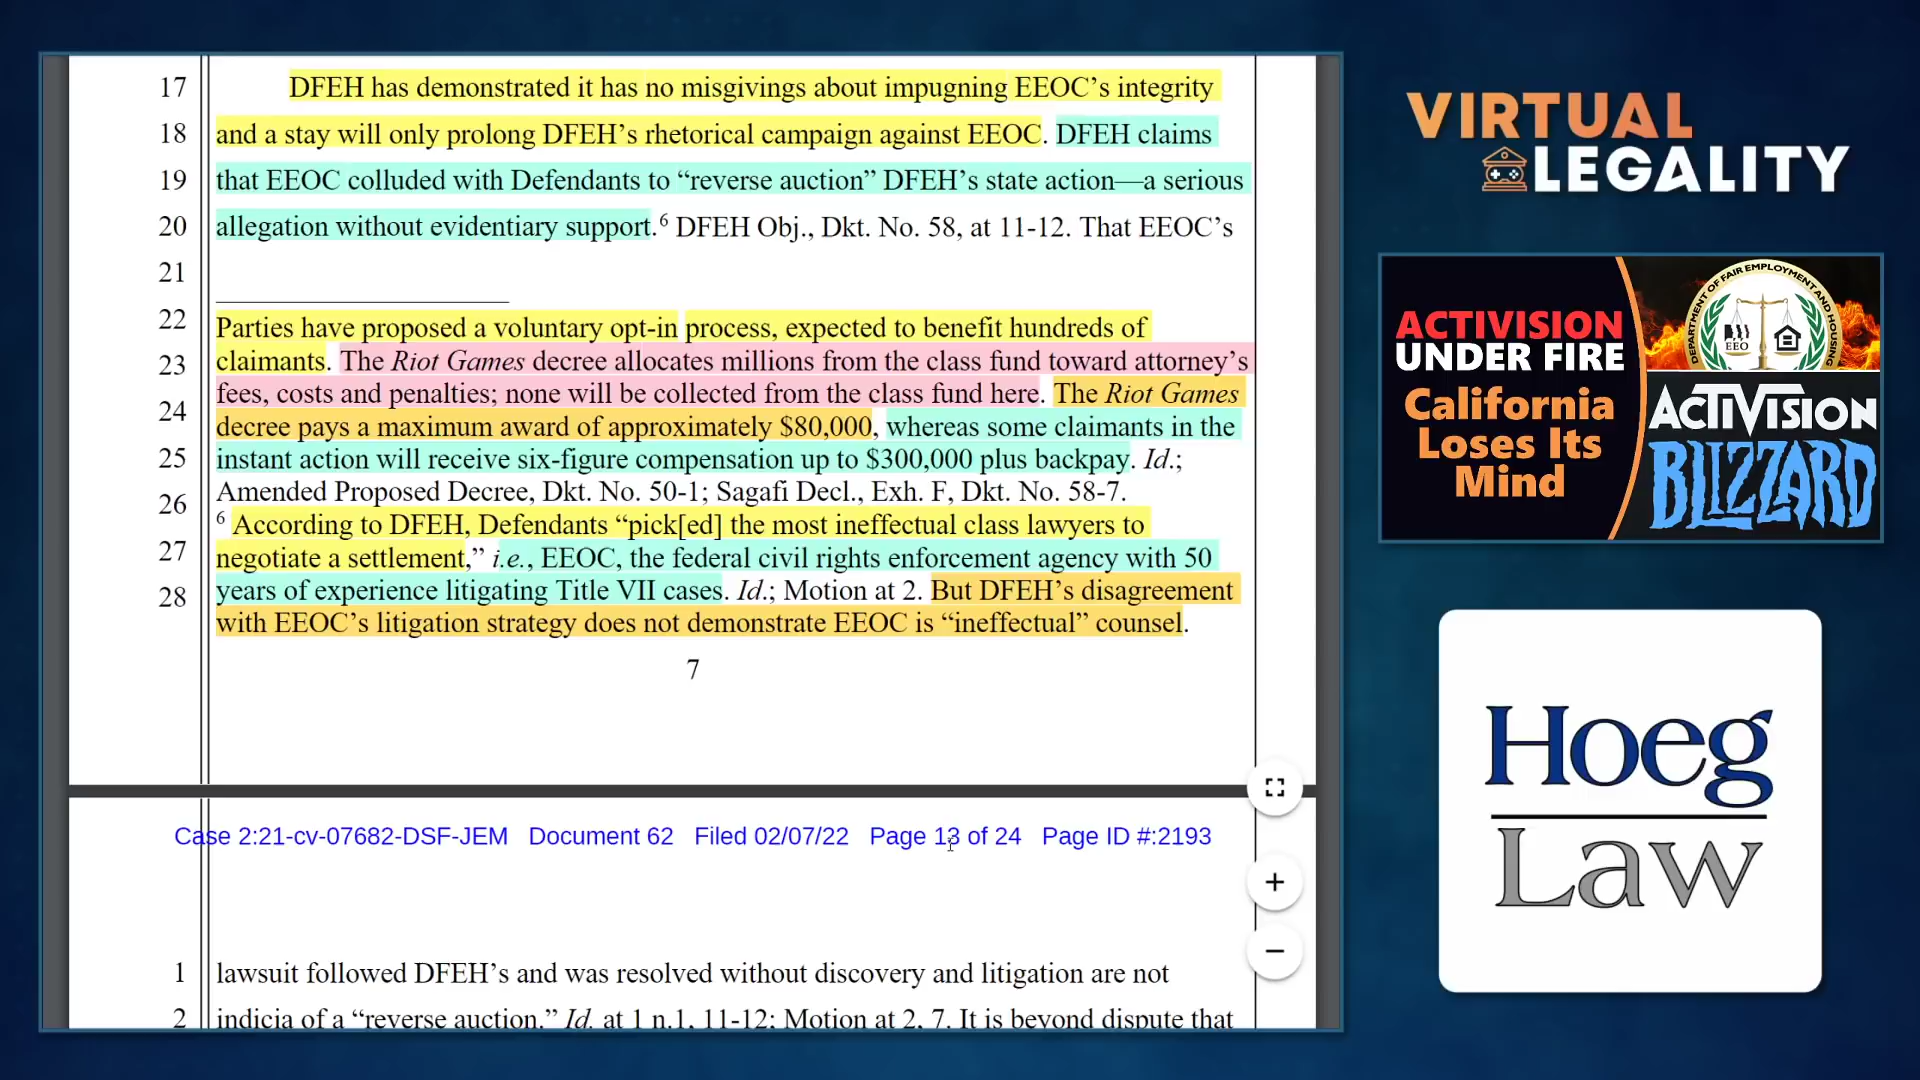 17 DFEH has demonstrated it has no misgivings about impugning EEOC’s integrity
18 and a stay will only prolong DFEH’s rhetorical campaign against EEOC. DFEH claims
19 that EEOC colluded with Defendants to “reverse auction” DFEH’s state action—a serious
20 allegation without evidentiary support.6 DFEH Obj., Dkt. No. 58, at 11-12. That EEOC’s
21
22 Parties have proposed a voluntary opt-in process, expected to benefit hundreds of
23 claimants. The Riot Games decree allocates millions from the class fund toward attorney’s
fees, costs and penalties; none will be collected from the class fund here. The Riot Games
24 decree pays a maximum award of approximately $80,000, whereas some claimants in the
25 instant action will receive six-figure compensation up to $300,000 plus backpay. Id.;
26 Amended Proposed Decree, Dkt. No. 50-1; Sagafi Decl., Exh. F, Dkt. No. 58-7.
6 According to DFEH, Defendants “pick[ed] the most ineffectual class lawyers to
27 negotiate a settlement,” i.e., EEOC, the federal civil rights enforcement agency with 50
28 years of experience litigating Title VII cases. Id.; Motion at 2. But DFEH’s disagreement
with EEOC’s litigation strategy does not demonstrate EEOC is “ineffectual” counsel.
7
Case 2:21-cv-07682-DSF-JEM Document 62 Filed 02/07/22 Page 13 of 24 Page ID #:2193
1 lawsuit followed DFEH’s and was resolved without discovery and litigation are not
2 indicia of a “reverse auction.” Id. at 1 n.1, 11-12; Motion at 2, 7. It is beyond dispute that
VIRTUAL
LEGALITY
ACTIVISION
UNDER FIRE
California
Loses Its
Mind
DEPARTMENT OF FAIR EMPLOYMENT AND HOUSING
EEO
ACTIVISION
BLIZZARD
Hoeg
Law